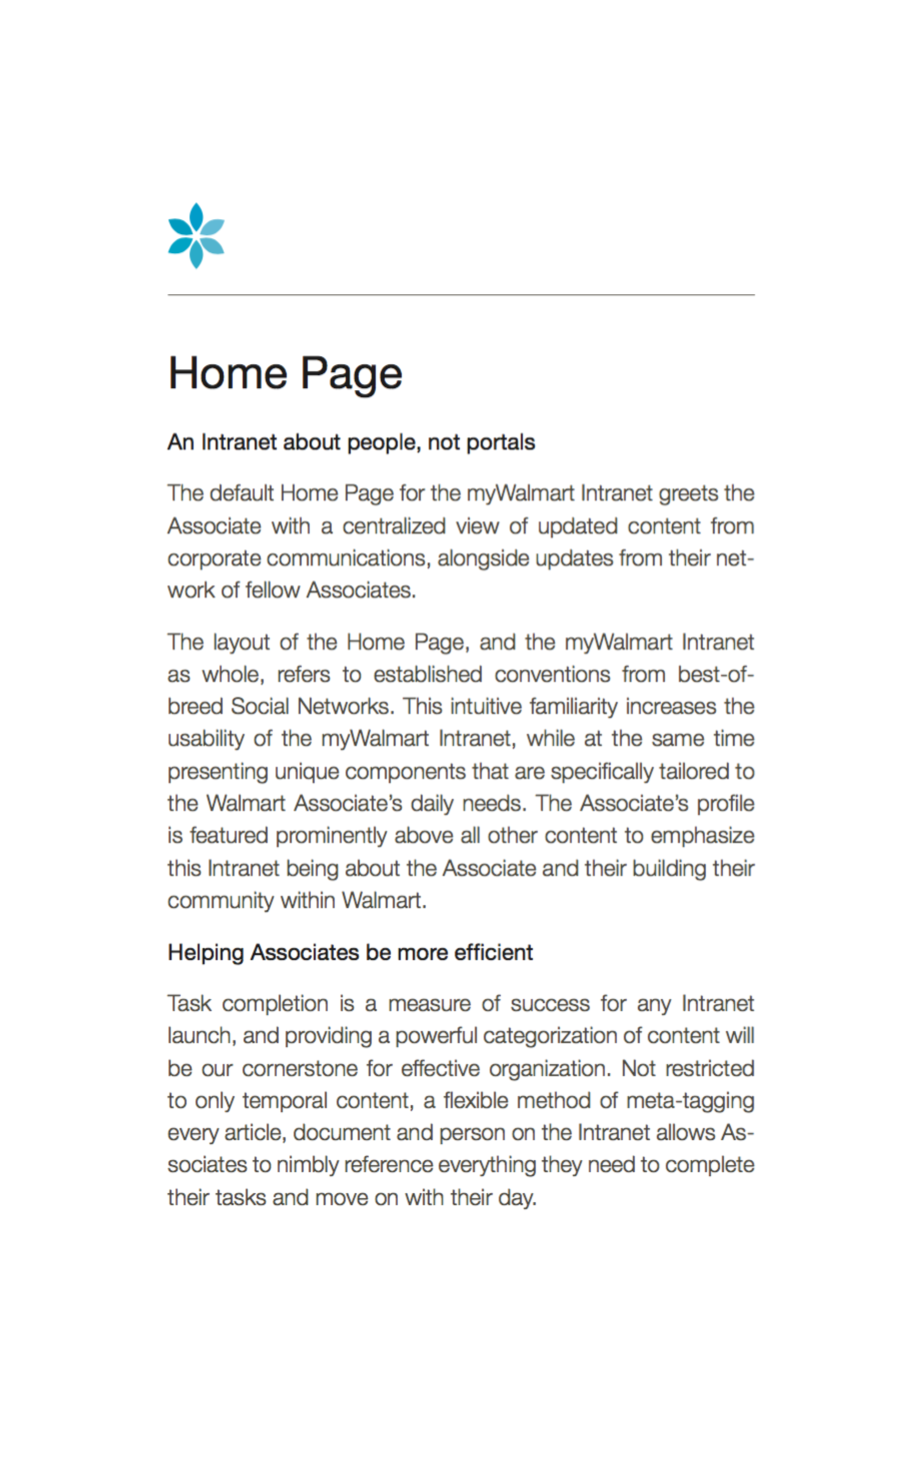 Home Page
An Intranet about people, not portals
The default Home Page for the myWalmart Intranet greets the
Associate with a centralized view of updated content from
corporate communications, alongside updates from their net-
work of fellow Associates.
The layout of the Home Page, and the myWalmart Intranet
as whole, refers to established conventions from best-of-
breed Social Networks. This intuitive familiarity increases the
usability of the myWalmart Intranet, while at the same time
presenting unique components that are specifically tailored to
the Walmart Associate’s daily needs. The Associate’s profile
is featured prominently above all other content to emphasize
this Intranet being about the Associate and their building their
community within Walmart.
Helping Associates be more efficient
Task completion is a measure of success for any Intranet
launch, and providing a powerful categorization of content will
be our cornerstone for effective organization. Not restricted
to only temporal content, a flexible method of meta-tagging
every article, document and person on the Intranet allows As-
sociates to nimbly reference everything they need to complete
their tasks and move on with their day.